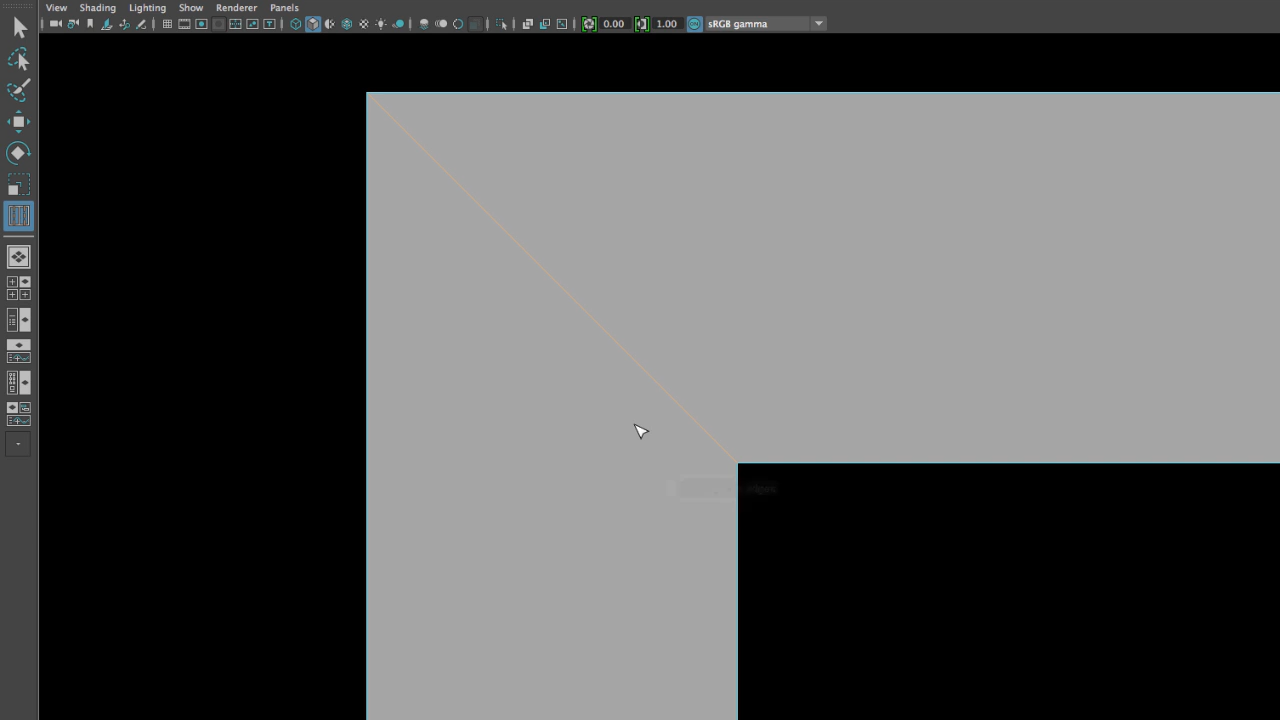 View Shading Lighting Show Renderer Panels
0.00 1.00 sRGB gamma